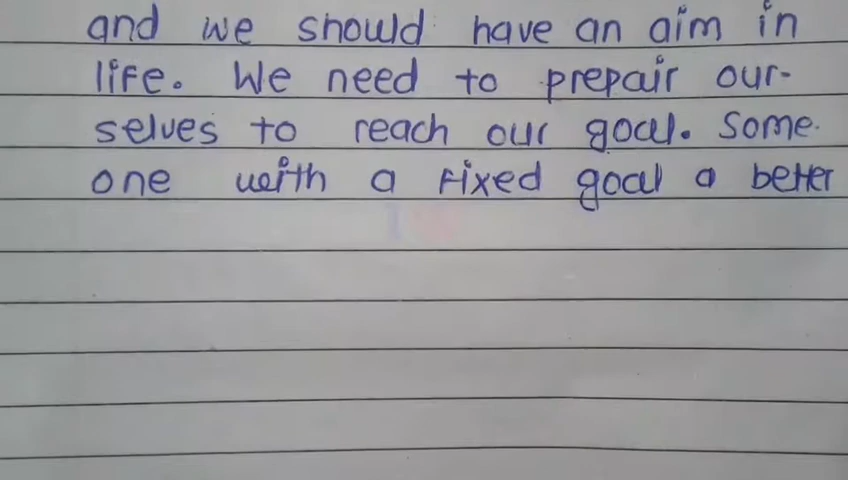 and we should have an aim in
life. We need to prepair our-
selves to reach our goal. Some
one with a Fixed goal a better